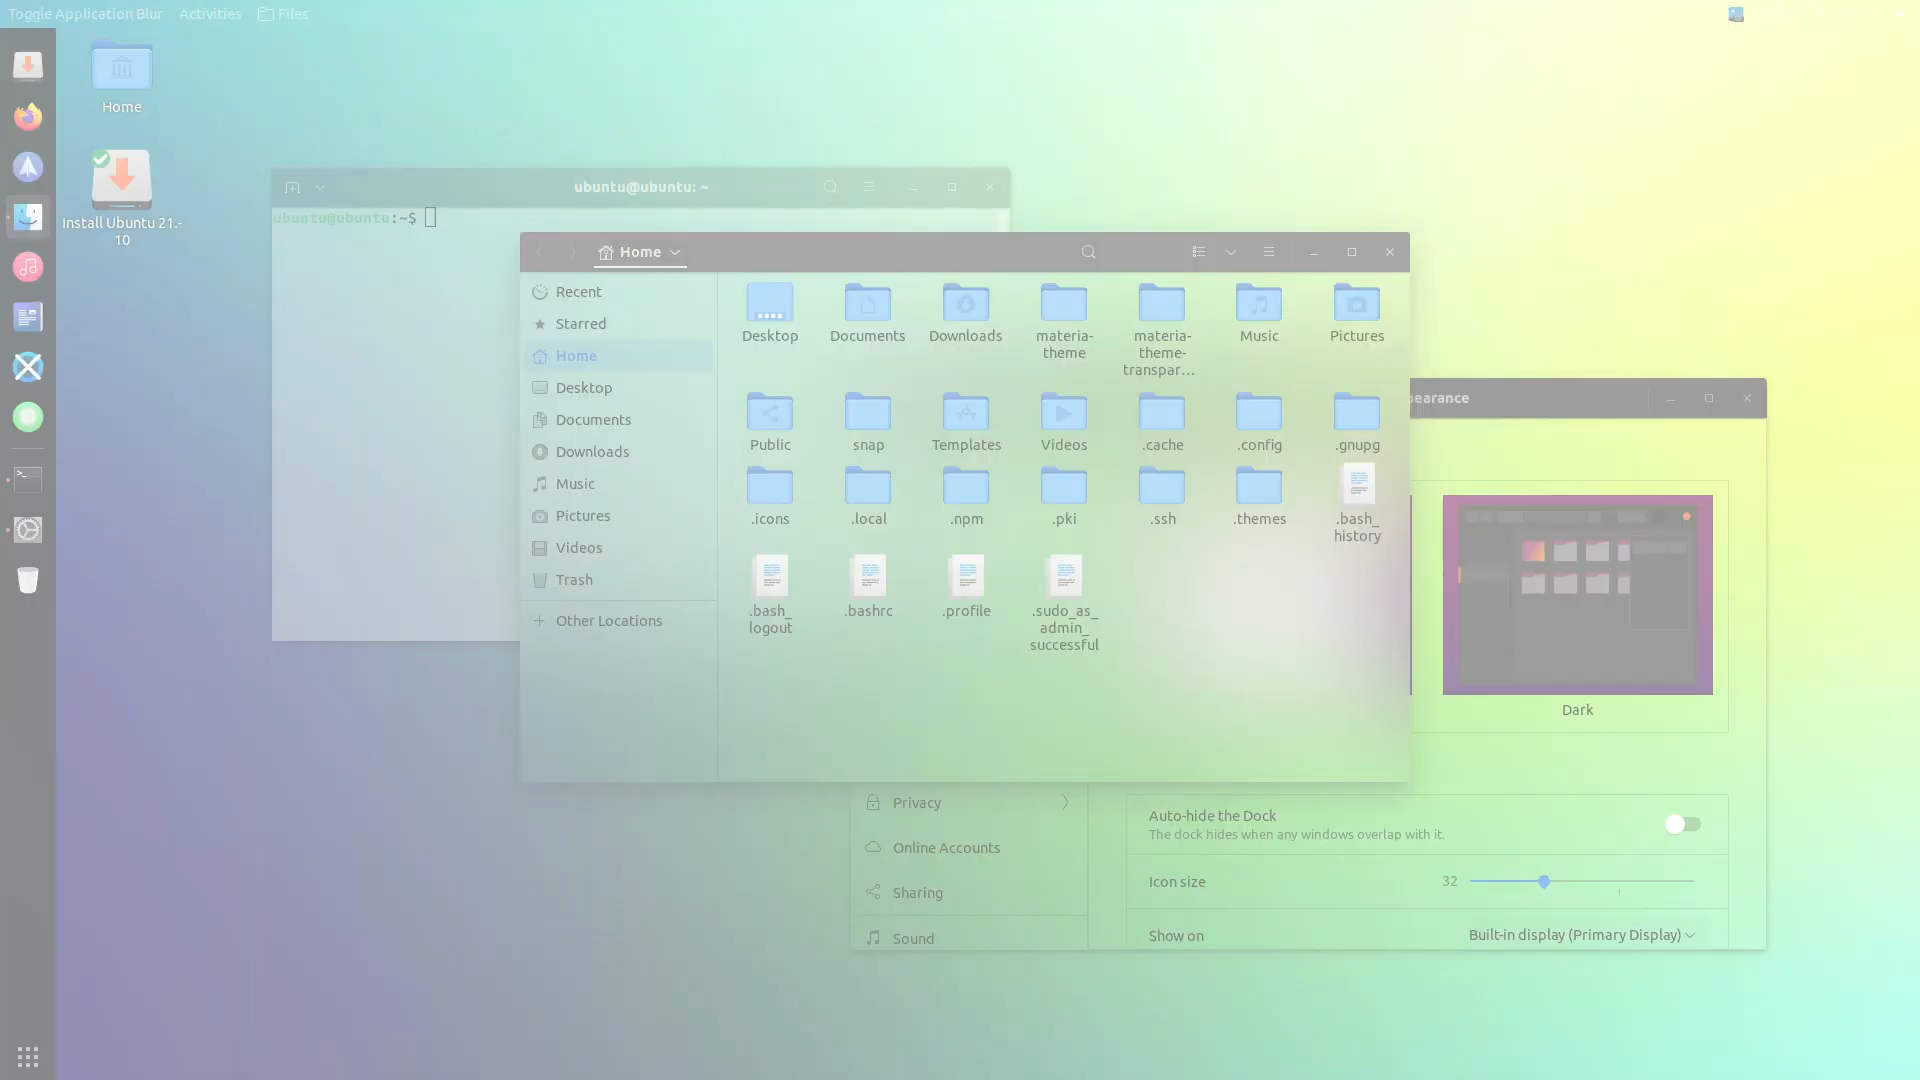 Toggle Application Blur Activities Files
Home
Install Ubuntu 21.-
10
ubuntu@ubuntu: ~
ubuntu@ubuntu:~$
Home
Recent
Starred
Home
Desktop
Documents
Downloads
Music
Pictures
Videos
Trash
Other Locations
Desktop Documents Downloads materia-
theme materia-
theme-
transpar... Music Pictures
Public snap Templates Videos .cache .config .gnupg
.icons .local .npm .pki .ssh .themes .bash_
history
.bash_
logout .bashrc .profile .sudo_as_
admin_
successful
pearance
Dark
Privacy
Online Accounts
Sharing
Sound
Auto-hide the Dock
The dock hides when any windows overlap with it.
Icon size 32
Show on Built-in display (Primary Display)